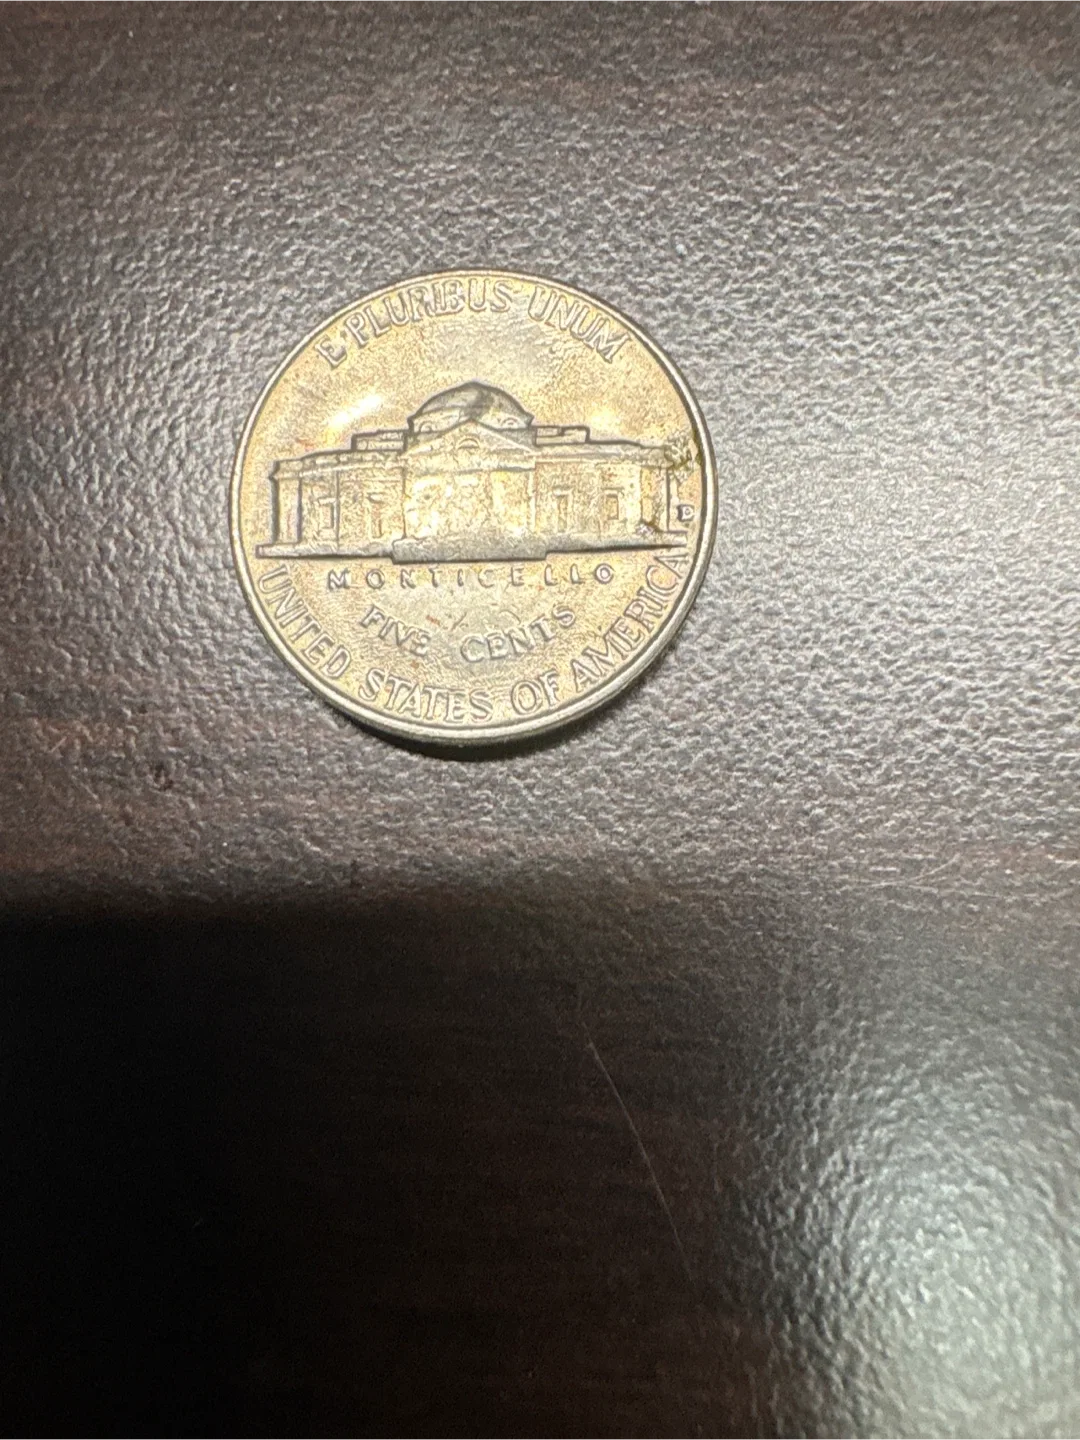 E·PLURIBUS·UNUM
D
MONTICELLO
FIVE CENTS
UNITED STATES OF AMERICA